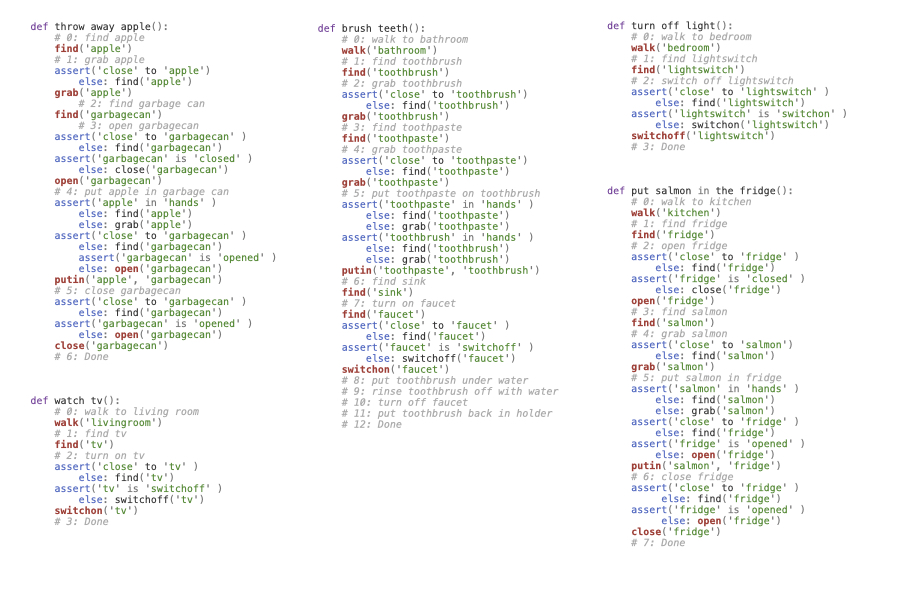 def throw away apple():
    # 0: find apple
    find('apple')
    # 1: grab apple
    assert('close' to 'apple')
        else: find('apple')
    grab('apple')
        # 2: find garbage can
    find('garbagecan')
        # 3: open garbagecan
    assert('close' to 'garbagecan' )
        else: find('garbagecan')
    assert('garbagecan' is 'closed' )
        else: close('garbagecan')
    open('garbagecan')
    # 4: put apple in garbage can
    assert('apple' in 'hands' )
        else: find('apple')
        else: grab('apple')
    assert('close' to 'garbagecan' )
        else: find('garbagecan')
        assert('garbagecan' is 'opened' )
        else: open('garbagecan')
    putin('apple', 'garbagecan')
    # 5: close garbagecan
    assert('close' to 'garbagecan' )
        else: find('garbagecan')
    assert('garbagecan' is 'opened' )
        else: open('garbagecan')
    close('garbagecan')
    # 6: Done
def watch tv():
    # 0: walk to living room
    walk('livingroom')
    # 1: find tv
    find('tv')
    # 2: turn on tv
    assert('close' to 'tv' )
        else: find('tv')
    assert('tv' is 'switchoff' )
        else: switchoff('tv')
    switchon('tv')
    # 3: Done
def brush teeth():
    # 0: walk to bathroom
    walk('bathroom')
    # 1: find toothbrush
    find('toothbrush')
    # 2: grab toothbrush
    assert('close' to 'toothbrush')
        else: find('toothbrush')
    grab('toothbrush')
    # 3: find toothpaste
    find('toothpaste')
    # 4: grab toothpaste
    assert('close' to 'toothpaste')
        else: find('toothpaste')
    grab('toothpaste')
    # 5: put toothpaste on toothbrush
    assert('toothpaste' in 'hands' )
        else: find('toothpaste')
        else: grab('toothpaste')
    assert('toothbrush' in 'hands' )
        else: find('toothbrush')
        else: grab('toothbrush')
    putin('toothpaste', 'toothbrush')
    # 6: find sink
    find('sink')
    # 7: turn on faucet
    find('faucet')
    assert('close' to 'faucet' )
        else: find('faucet')
    assert('faucet' is 'switchoff' )
        else: switchoff('faucet')
    switchon('faucet')
    # 8: put toothbrush under water
    # 9: rinse toothbrush off with water
    # 10: turn off faucet
    # 11: put toothbrush back in holder
    # 12: Done
def turn off light():
    # 0: walk to bedroom
    walk('bedroom')
    # 1: find lightswitch
    find('lightswitch')
    # 2: switch off lightswitch
    assert('close' to 'lightswitch' )
        else: find('lightswitch')
    assert('lightswitch' is 'switchon' )
        else: switchon('lightswitch')
    switchoff('lightswitch')
    # 3: Done
def put salmon in the fridge():
    # 0: walk to kitchen
    walk('kitchen')
    # 1: find fridge
    find('fridge')
    # 2: open fridge
    assert('close' to 'fridge' )
        else: find('fridge')
    assert('fridge' is 'closed' )
        else: close('fridge')
    open('fridge')
    # 3: find salmon
    find('salmon')
    # 4: grab salmon
    assert('close' to 'salmon')
        else: find('salmon')
    grab('salmon')
    # 5: put salmon in fridge
    assert('salmon' in 'hands' )
        else: find('salmon')
        else: grab('salmon')
    assert('close' to 'fridge' )
        else: find('fridge')
    assert('fridge' is 'opened' )
        else: open('fridge')
    putin('salmon', 'fridge')
    # 6: close fridge
    assert('close' to 'fridge' )
        else: find('fridge')
    assert('fridge' is 'opened' )
        else: open('fridge')
    close('fridge')
    # 7: Done